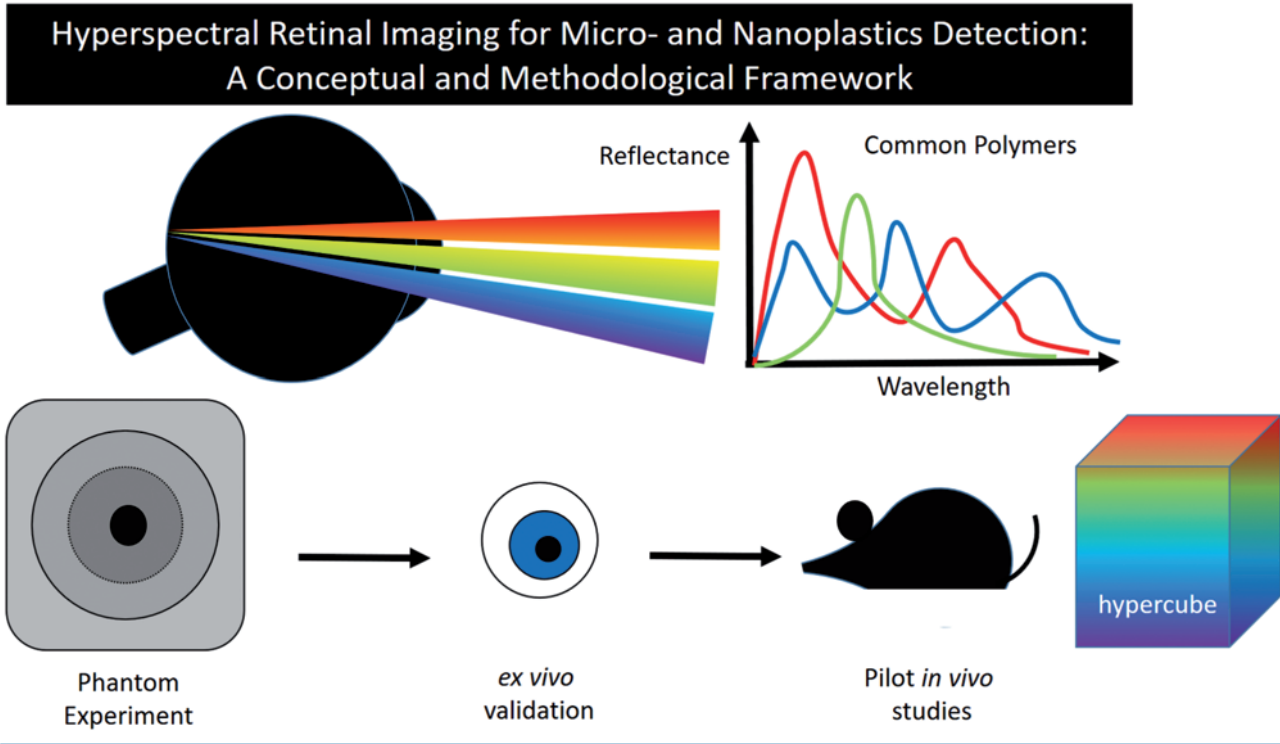 Hyperspectral Retinal Imaging for Micro- and Nanoplastics Detection:
A Conceptual and Methodological Framework
Reflectance
Common Polymers
Wavelength
hypercube
Phantom
Experiment
ex vivo
validation
Pilot in vivo
studies